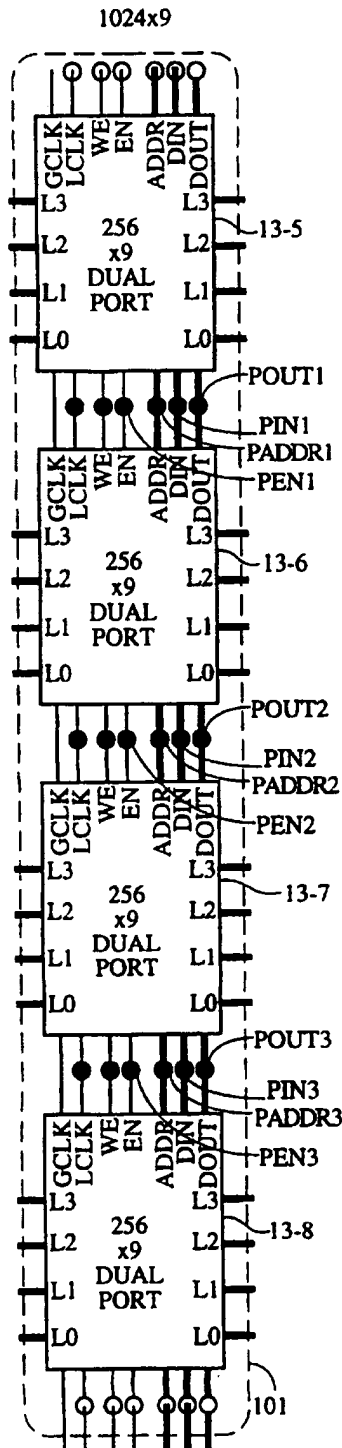 1024x9
GCLK
LCLK
WE
EN
ADDR
DIN
DOUT
L3
L2
L1
L0
256
x9
DUAL
PORT
L3
L2
L1
L0
13-5
POUT1
PIN1
PADDR1
PEN1
GCLK
LCLK
WE
EN
ADDR
DIN
DOUT
L3
L2
L1
L0
256
x9
DUAL
PORT
L3
L2
L1
L0
13-6
POUT2
PIN2
PADDR2
PEN2
GCLK
LCLK
WE
EN
ADDR
DIN
DOUT
L3
L2
L1
L0
256
x9
DUAL
PORT
L3
L2
L1
L0
13-7
POUT3
PIN3
PADDR3
PEN3
GCLK
LCLK
WE
EN
ADDR
DIN
DOUT
L3
L2
L1
L0
256
x9
DUAL
PORT
L3
L2
L1
L0
13-8
101